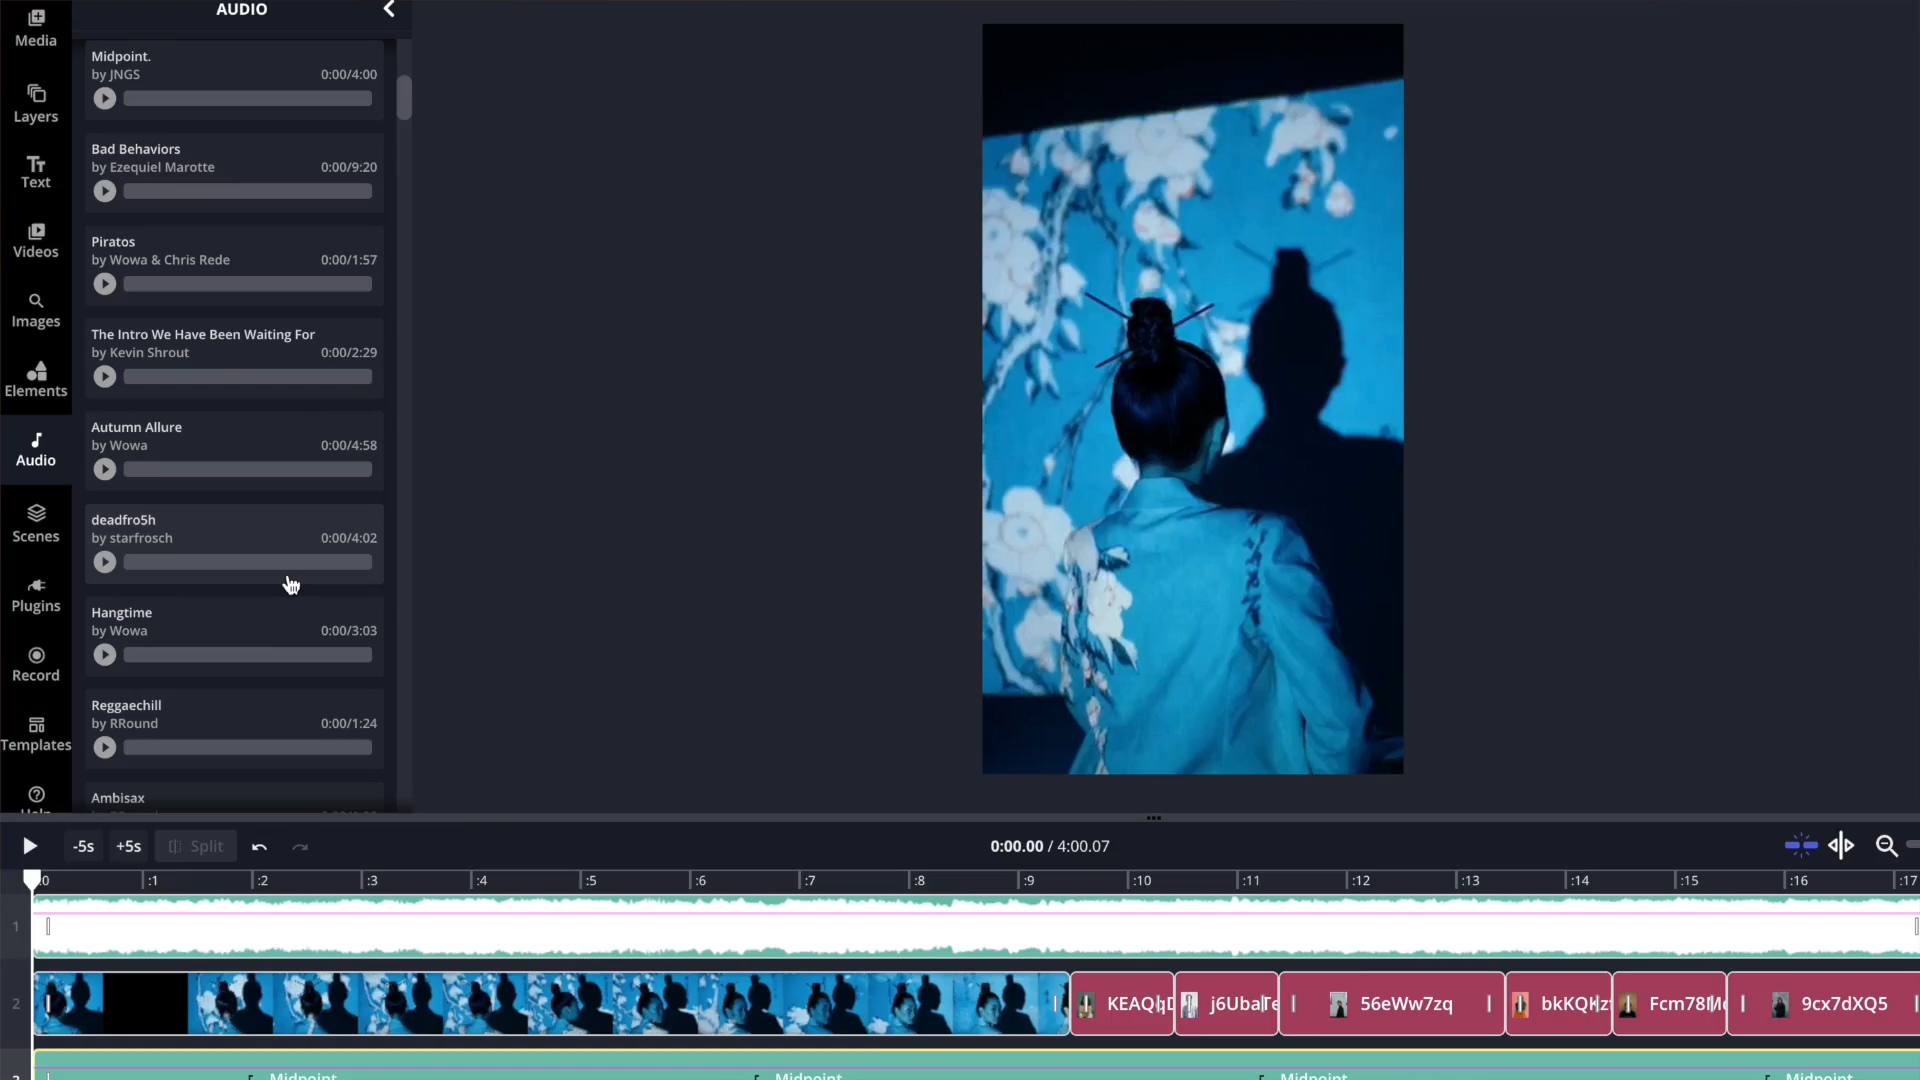 AUDIO
Media
Layers
Text
Videos
Images
Elements
Audio
Scenes
Plugins
Record
Templates
Help
Midpoint.
by JNGS 0:00/4:00
Bad Behaviors
by Ezequiel Marotte 0:00/9:20
Piratos
by Wowa & Chris Rede 0:00/1:57
The Intro We Have Been Waiting For
by Kevin Shrout 0:00/2:29
Autumn Allure
by Wowa 0:00/4:58
deadfro5h
by starfrosch 0:00/4:02
Hangtime
by Wowa 0:00/3:03
Reggaechill
by RRound 0:00/1:24
Ambisax
-5s +5s Split 0:00.00 / 4:00.07
:0 :1 :2 :3 :4 :5 :6 :7 :8 :9 :10 :11 :12 :13 :14 :15 :16 :17
1
2 56eWw7zq 9cx7dXQ5
3 Midpoint Midpoint Midpoint Midpoint